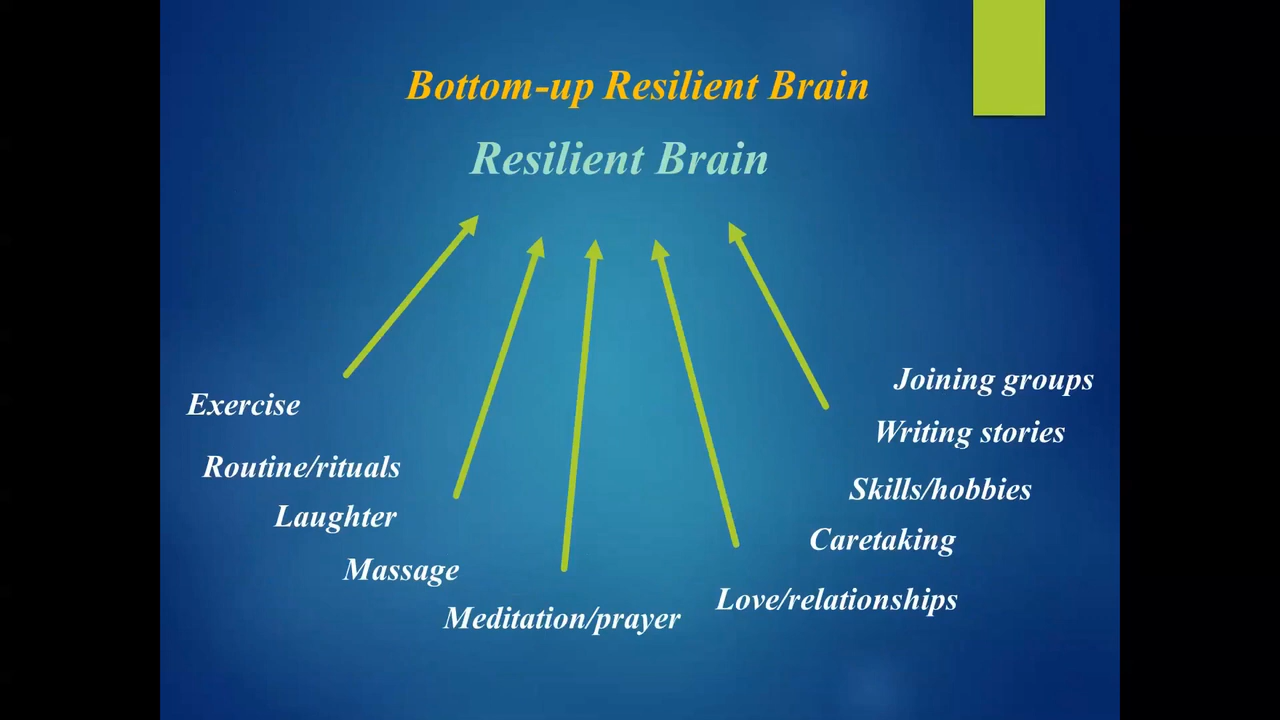 Bottom-up Resilient Brain
Resilient Brain
Exercise
Routine/rituals
Laughter
Massage
Meditation/prayer
Joining groups
Writing stories
Skills/hobbies
Caretaking
Love/relationships